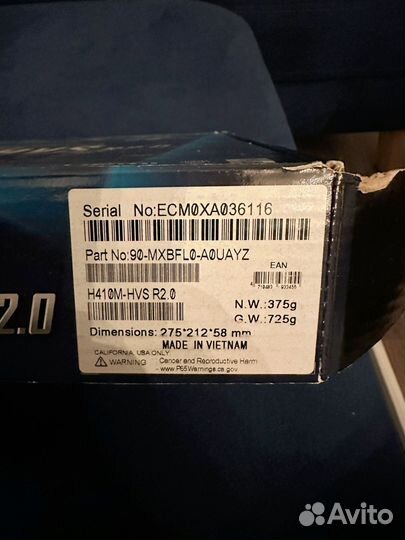 Serial No:ECM0XA036116
Part No:90-MXBFL0-A0UAYZ
EAN
H410M-HVS R2.0
N.W.: 375g
G.W.: 725g
Dimensions: 275*212*58 mm
MADE IN VIETNAM
CALIFORNIA, USA ONLY
WARNING Cancer and Reproductive Harm
www.P65Warnings.ca.gov
2.0
Avito